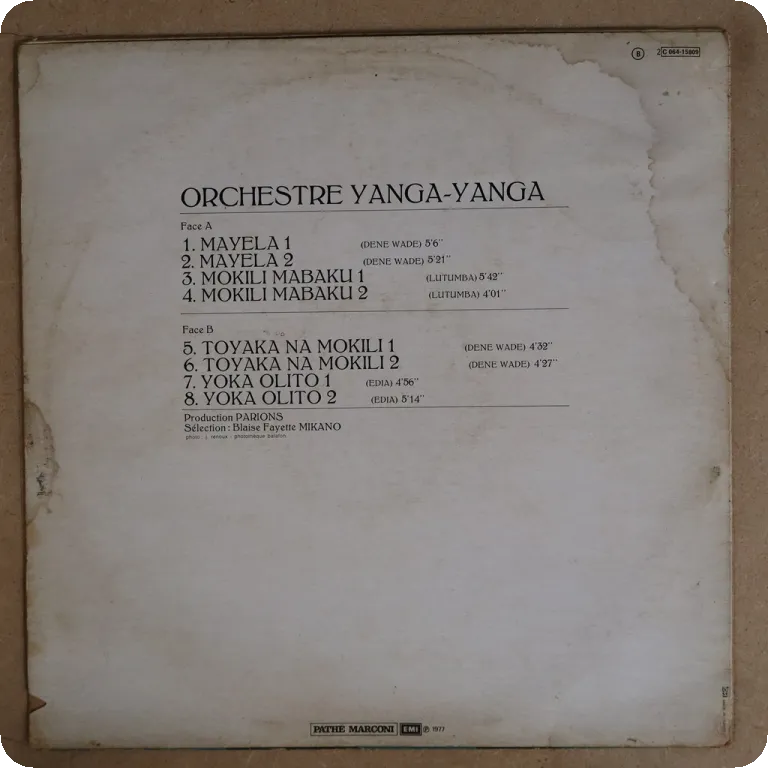 B 2C 064-15809
ORCHESTRE YANGA-YANGA
Face A
1. MAYELA 1 (DENE WADE) 5'6''
2. MAYELA 2 (DENE WADE) 5'21''
3. MOKILI MABAKU 1 (LUTUMBA) 5'42''
4. MOKILI MABAKU 2 (LUTUMBA) 4'01''
Face B
5. TOYAKA NA MOKILI 1 (DENE WADE) 4'32''
6. TOYAKA NA MOKILI 2 (DENE WADE) 4'27''
7. YOKA OLITO 1 (EDIA) 4'56''
8. YOKA OLITO 2 (EDIA) 5'14''
Production PARIONS
Sélection : Blaise Fayette MIKANO
photo : j.
PATHE MARCONI EMI ℗ 1977